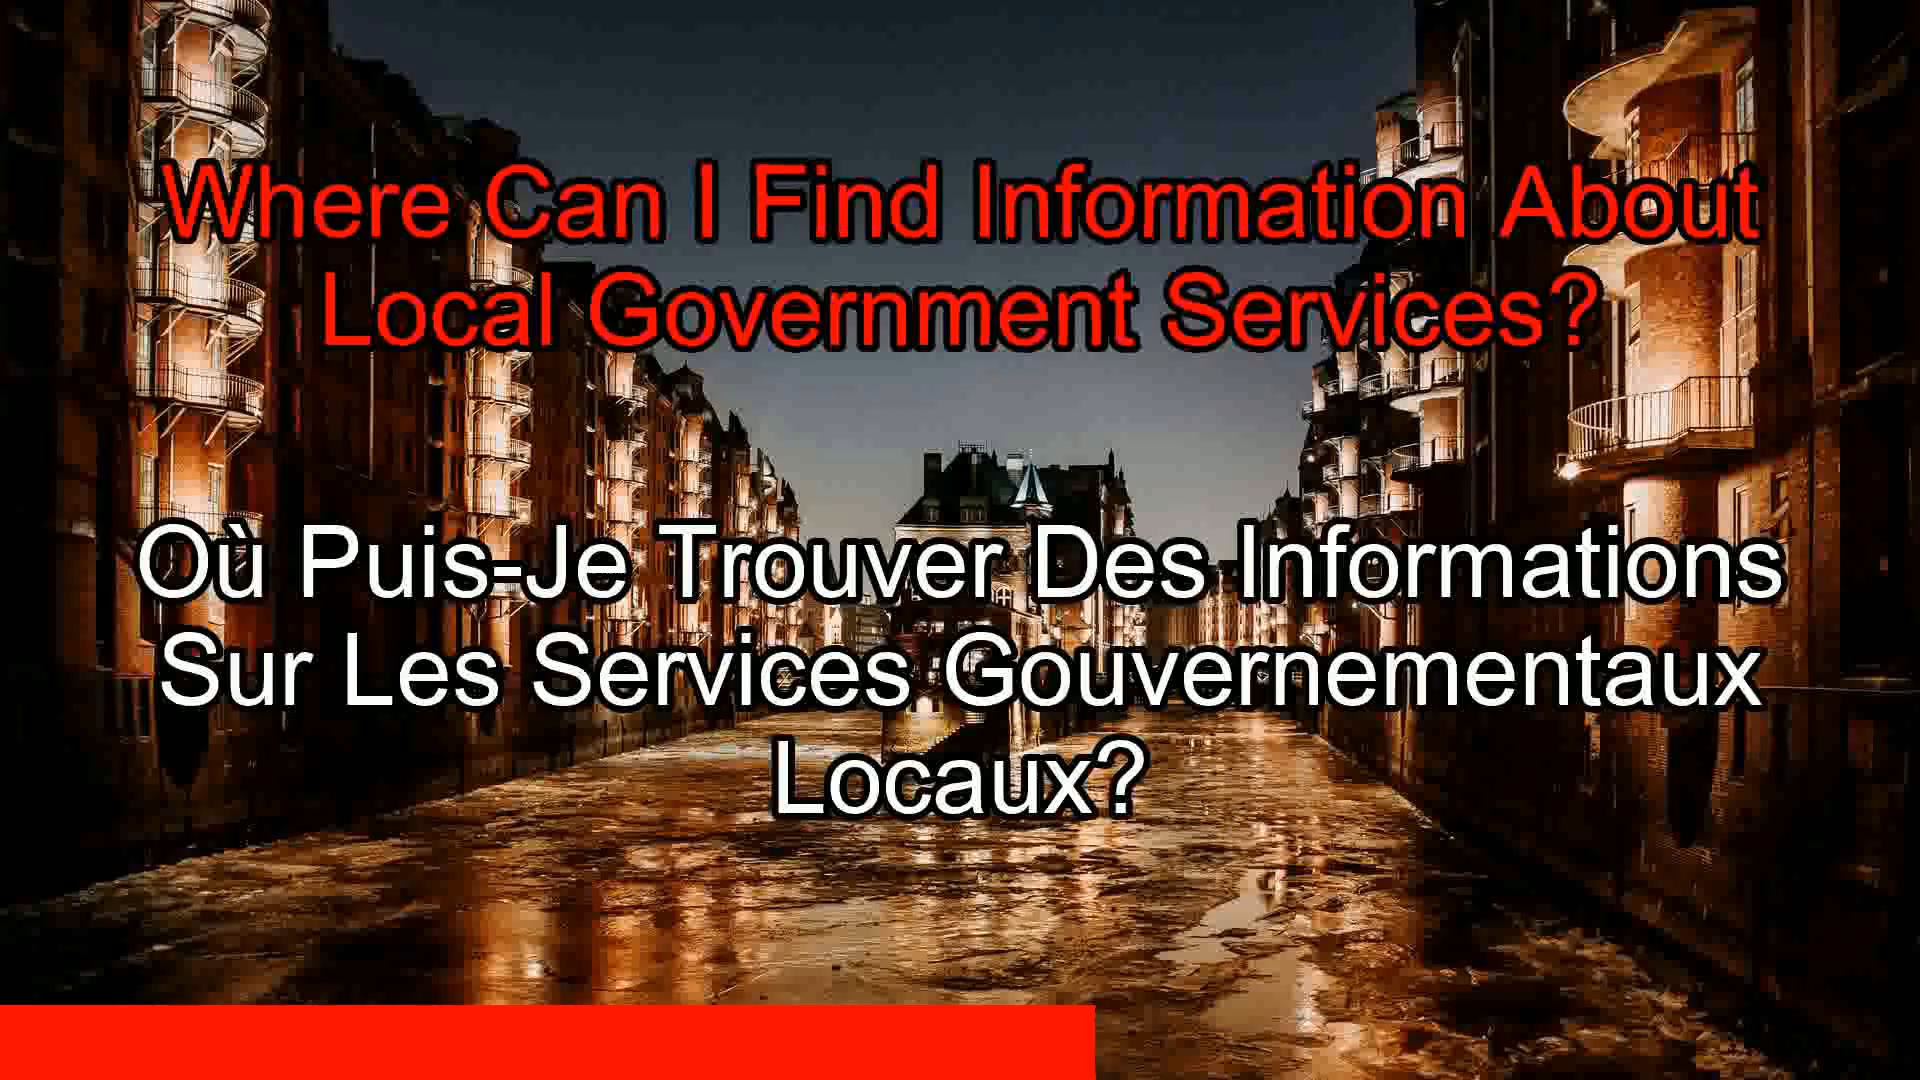 Where Can I Find Information About
Local Government Services?
Où Puis-Je Trouver Des Informations
Sur Les Services Gouvernementaux
Locaux?